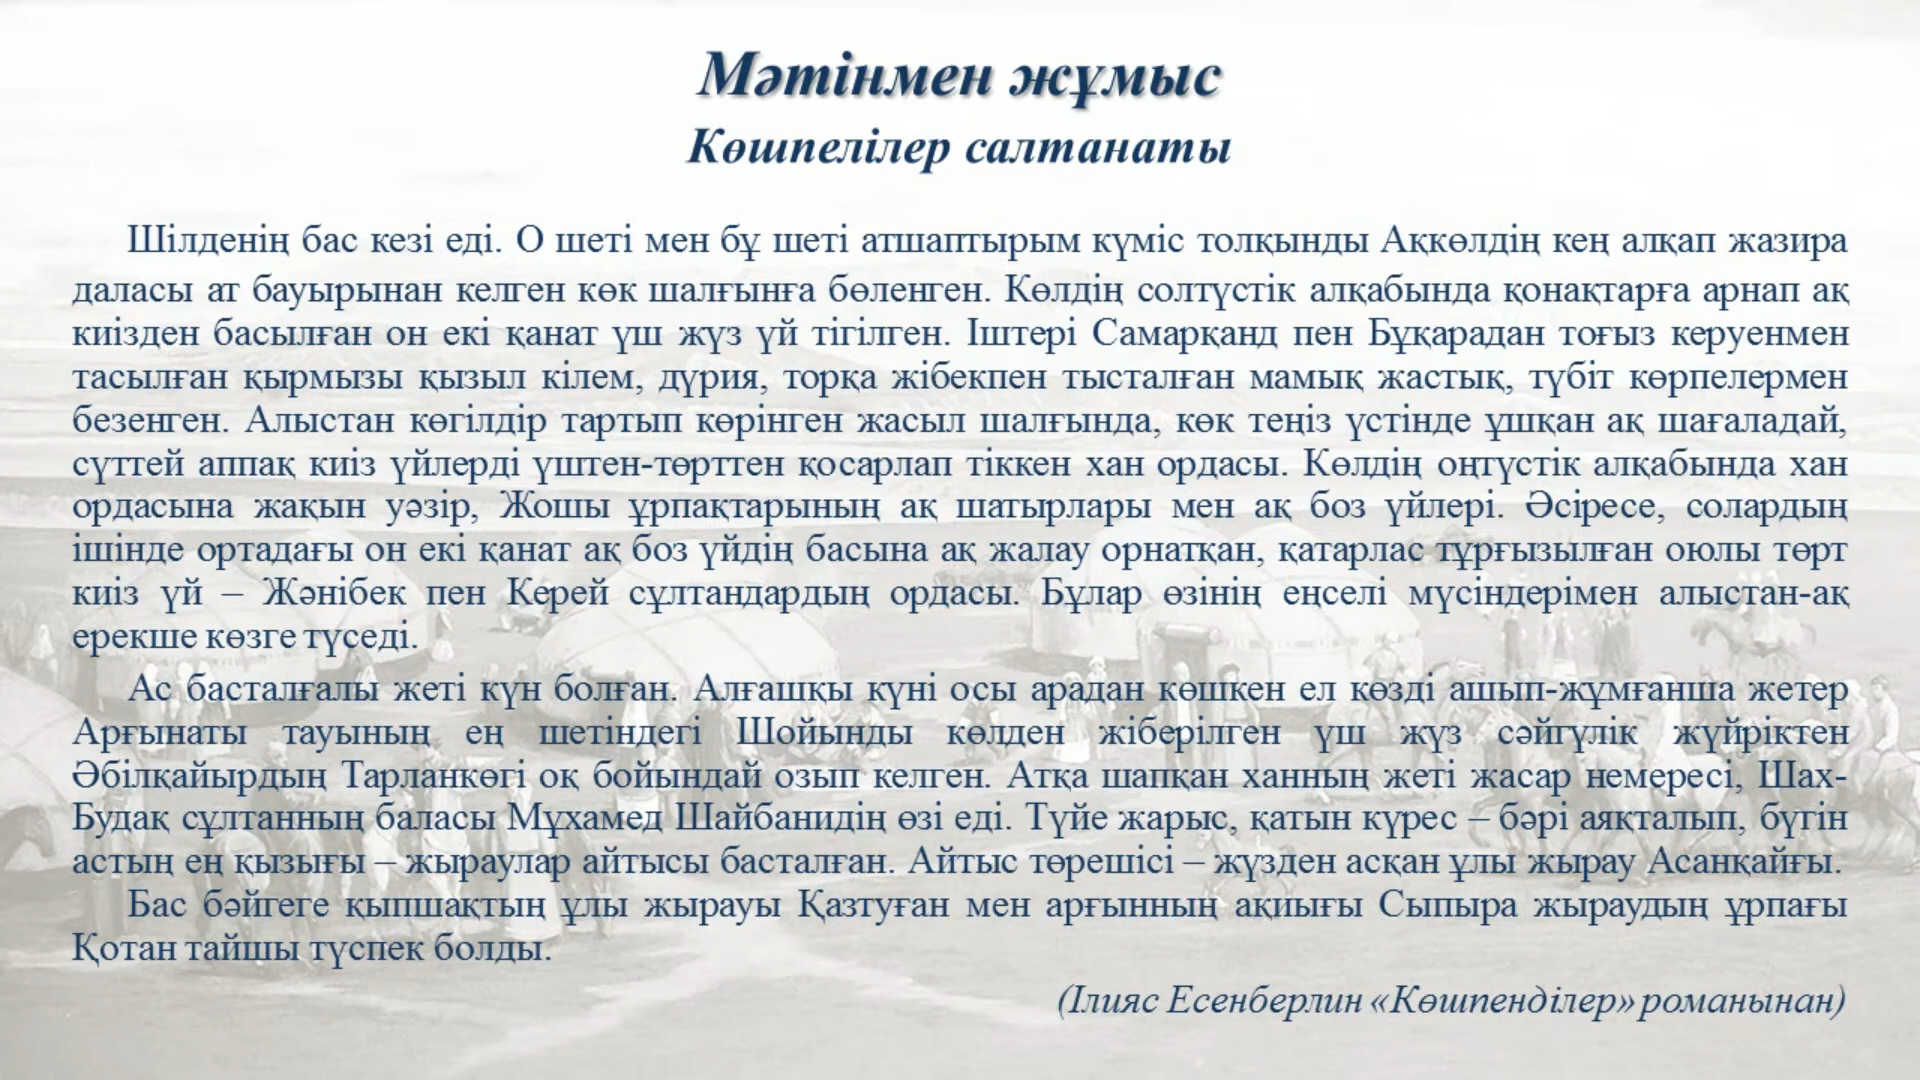 Мәтінмен жұмыс
Көшпелілер салтанаты
Шілденің бас кезі еді. О шеті мен бұ шеті атшаптырым күміс толқынды Ақкөлдің кең алқап жазира
даласы ат бауырынан келген көк шалғынға бөленген. Көлдің солтүстік алқабында қонақтарға арнап ақ
киізден басылған он екі қанат үш жүз үй тігілген. Іштері Самарқанд пен Бұқарадан тоғыз керуенмен
тасылған қырмызы қызыл кілем, дүрия, торқа жібекпен тысталған мамық жастық, түбіт көрпелермен
безенген. Алыстан көгілдір тартып көрінген жасыл шалғында, көк теңіз үстінде ұшқан ақ шағаладай,
сүттей аппақ киіз үйлерді үштен-төрттен қосарлап тіккен хан ордасы. Көлдің оңтүстік алқабында хан
ордасына жақын уәзір, Жошы ұрпақтарының ақ шатырлары мен ақ боз үйлері. Әсіресе, солардың
ішінде ортадағы он екі қанат ақ боз үйдің басына ақ жалау орнатқан, қатарлас тұрғызылған оюлы төрт
киіз үй – Жәнібек пен Керей сұлтандардың ордасы. Бұлар өзінің еңселі мүсіндерімен алыстан-ақ
ерекше көзге түседі.
Ас басталғалы жеті күн болған. Алғашқы күні осы арадан көшкен ел көзді ашып-жұмғанша жетер
Арғынаты тауының ең шетіндегі Шойынды көлден жіберілген үш жүз сәйгүлік жүйріктен
Әбілқайырдың Тарланкөгі оқ бойындай озып келген. Атқа шапқан ханның жеті жасар немересі, Шах-
Будақ сұлтанның баласы Мұхамед Шайбанидің өзі еді. Түйе жарыс, қатын күрес – бәрі аяқталып, бүгін
астың ең қызығы – жыраулар айтысы басталған. Айтыс төрешісі – жүзден асқан ұлы жырау Асанқайғы.
Бас бәйгеге қыпшақтың ұлы жырауы Қазтуған мен арғынның ақиығы Сыпыра жыраудың ұрпағы
Қотан тайшы түспек болды.
(Ілияс Есенберлин «Көшпенділер» романынан)